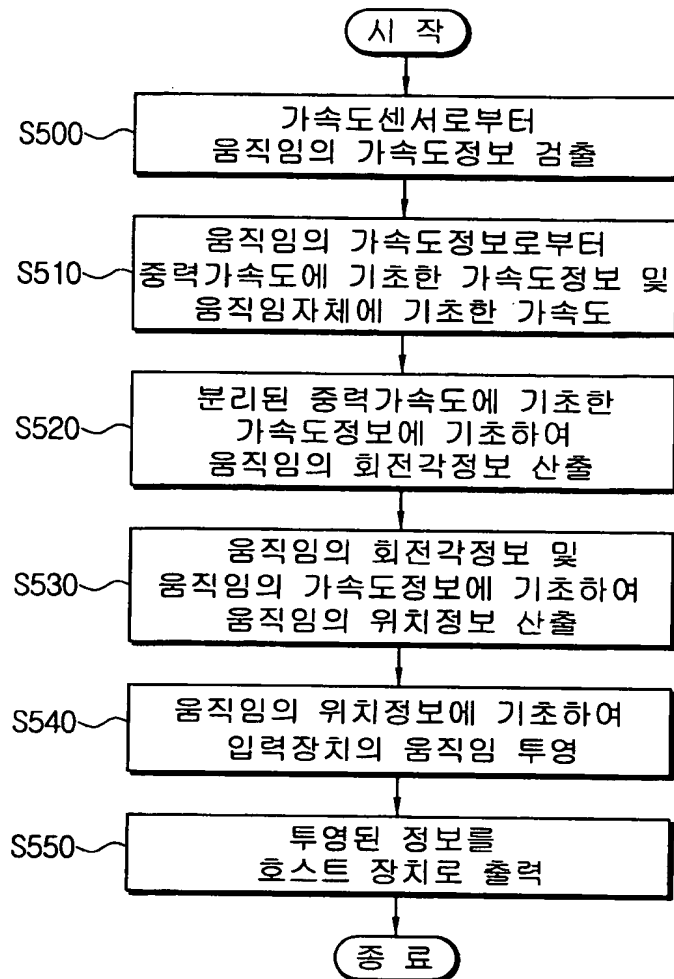 시 작
S500
가속도센서로부터
움직임의 가속도정보 검출
S510
움직임의 가속도정보로부터
중력가속도에 기초한 가속도정보 및
움직임자체에 기초한 가속도
S520
분리된 중력가속도에 기초한
가속도정보에 기초하여
움직임의 회전각정보 산출
S530
움직임의 회전각정보 및
움직임의 가속도정보에 기초하여
움직임의 위치정보 산출
S540
움직임의 위치정보에 기초하여
입력장치의 움직임 투영
S550
투영된 정보를
호스트 장치로 출력
종 료